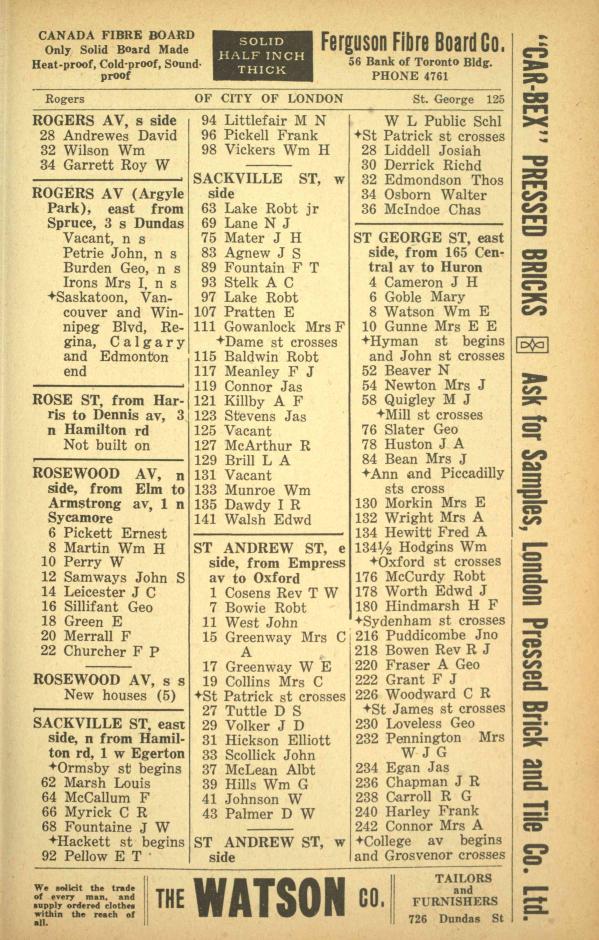 CANADA FIBRE BOARD
Only Solid Board Made
Heat-proof, Cold-proof, Sound-
proof
SOLID
HALF INCH
THICK
Ferguson Fibre Board Co.
56 Bank of Toronto Bldg.
PHONE 4761
Rogers OF CITY OF LONDON St. George 125
ROGERS AV, s side
28 Andrewes David
32 Wilson Wm
34 Garrett Roy W
ROGERS AV (Argyle
Park), east from
Spruce, 3 s Dundas
Vacant, n s
Petrie John, n s
Burden Geo, n s
Irons Mrs I, n s
✦Saskatoon, Van-
couver and Win-
nipeg Blvd, Re-
gina, Calgary
and Edmonton
end
ROSE ST, from Har-
ris to Dennis av, 3
n Hamilton rd
Not built on
ROSEWOOD AV, n
side, from Elm to
Armstrong av, 1 n
Sycamore
6 Pickett Ernest
8 Martin Wm H
10 Perry W
12 Samways John S
14 Leicester J C
16 Sillifant Geo
18 Green E
20 Merrall F
22 Churcher F P
ROSEWOOD AV, s s
New houses (5)
SACKVILLE ST, east
side, n from Hamil-
ton rd, 1 w Egerton
✦Ormsby st begins
62 Marsh Louis
64 McCallum F
66 Myrick C R
68 Fountaine J W
✦Hackett st begins
92 Pellow E T
94 Littlefair M N
96 Pickell Frank
98 Vickers Wm H
SACKVILLE ST, w
side
63 Lake Robt jr
69 Lane N J
75 Mater J H
83 Agnew J S
89 Fountain F T
93 Stelk A C
97 Lake Robt
107 Pratten E
111 Gowanlock Mrs F
✦Dame st crosses
115 Baldwin Robt
117 Meanley F J
119 Connor Jas
121 Killby A F
123 Stevens Jas
125 Vacant
127 McArthur R
129 Brill L A
131 Vacant
133 Munroe Wm
135 Dawdy I R
141 Walsh Edwd
ST ANDREW ST, e
side, from Empress
av to Oxford
1 Cosens Rev T W
7 Bowie Robt
11 West John
15 Greenway Mrs C
A
17 Greenway W E
19 Collins Mrs C
✦St Patrick st crosses
27 Tuttle D S
29 Volker J D
31 Hickson Elliott
33 Scollick John
37 McLean Albt
39 Hills Wm G
41 Johnson W
43 Palmer D W
ST ANDREW ST, w
side
W L Public Schl
✦St Patrick st crosses
28 Liddell Josiah
30 Derrick Richd
32 Edmondson Thos
34 Osborn Walter
36 McIndoe Chas
ST GEORGE ST, east
side, from 165 Cen-
tral av to Huron
4 Cameron J H
6 Goble Mary
8 Watson Wm E
10 Gunne Mrs E E
✦Hyman st begins
and John st crosses
52 Beaver N
54 Newton Mrs J
58 Quigley M J
✦Mill st crosses
76 Slater Geo
78 Huston J A
84 Bean Mrs J
✦Ann and Piccadilly
sts cross
130 Morkin Mrs E
132 Wright Mrs A
134 Hewitt Fred A
134½ Hodgins Wm
✦Oxford st crosses
176 McCurdy Robt
178 Worth Edwd J
180 Hindmarsh H F
✦Sydenham st crosses
216 Puddicombe Jno
218 Bowen Rev R J
220 Fraser A Geo
222 Grant F J
226 Woodward C R
✦St James st crosses
230 Loveless Geo
232 Pennington Mrs
W J G
234 Egan Jas
236 Chapman J R
238 Carroll R G
240 Harley Frank
242 Connor Mrs A
✦College av begins
and Grosvenor crosses
"CAR-BEX" PRESSED BRICKS Ask for Samples, London Pressed Brick and Tile Co. Ltd.
We solicit the trade
of every man, and
supply ordered clothes
within the reach of
all.
THE WATSON CO.
TAILORS
and
FURNISHERS
726 Dundas St